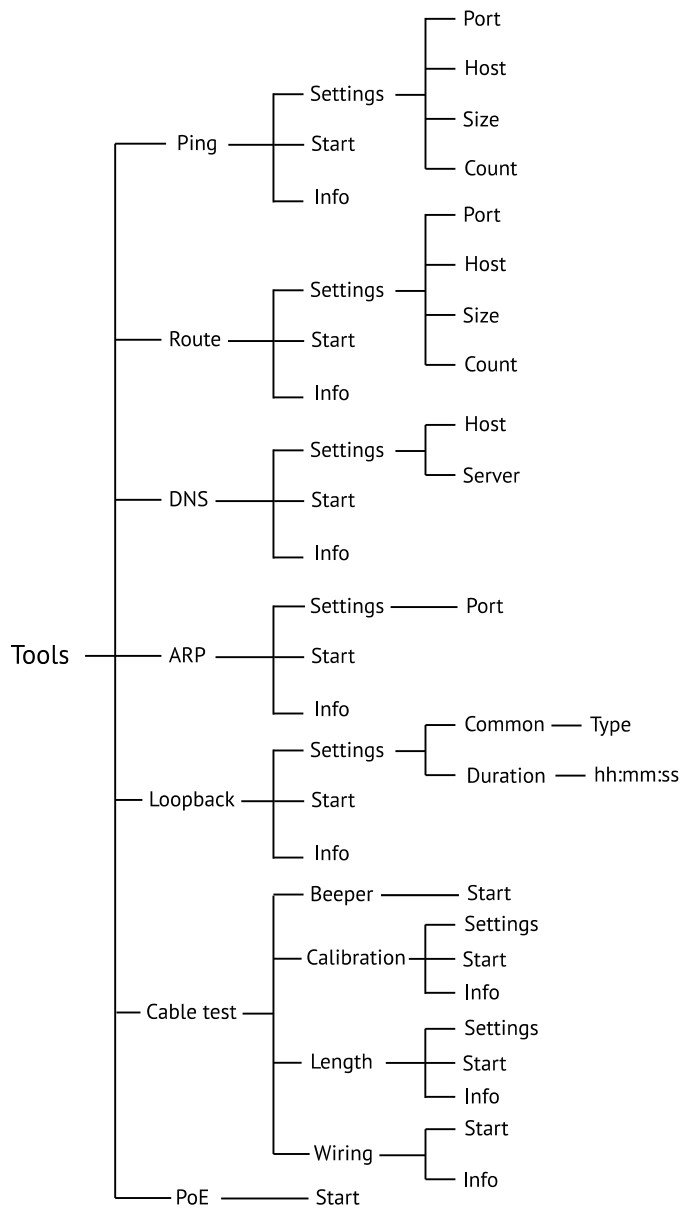 Port
Host
Settings
Size
Ping
Start
Count
Info
Port
Host
Settings
Size
Route
Start
Count
Info
Host
Settings
Server
DNS
Start
Info
Settings
Port
Tools
ARP
Start
Info
Common
Type
Settings
Duration
hh:mm:ss
Loopback
Start
Info
Beeper
Start
Settings
Calibration
Start
Info
Cable test
Settings
Length
Start
Info
Start
Wiring
Info
PoE
Start